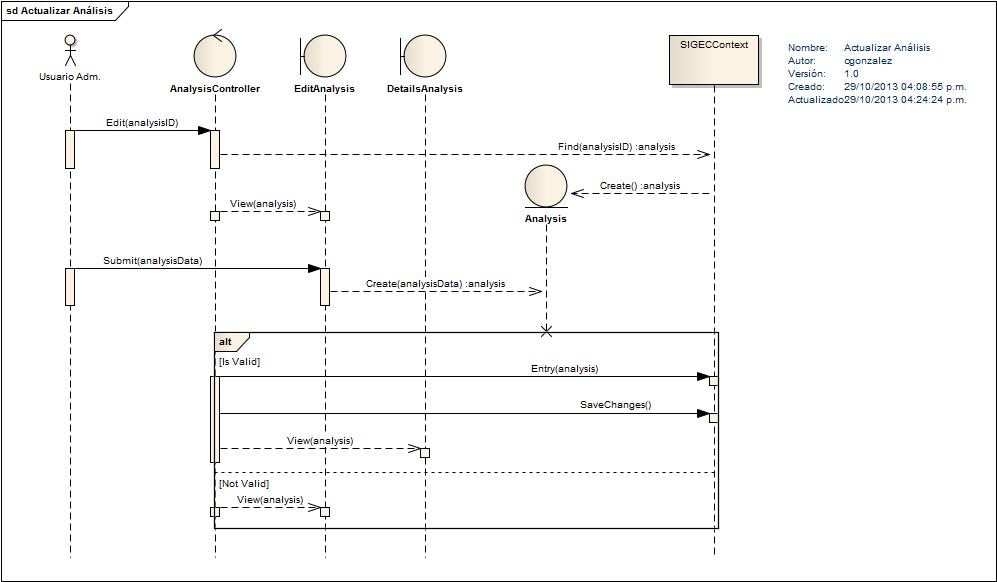 sd Actualizar Análisis
Usuario Adm.
AnalysisController
EditAnalysis
DetailsAnalysis
SIGECContext
Nombre: Actualizar Análisis
Autor: cgonzalez
Versión: 1.0
Creado: 29/10/2013 04:08:55 p.m.
Actualizado29/10/2013 04:24:24 p.m.
Edit(analysisID)
Find(analysisID) :analysis
Create() :analysis
Analysis
View(analysis)
Submit(analysisData)
Create(analysisData) :analysis
alt
[Is Valid]
Entry(analysis)
SaveChanges()
View(analysis)
[Not Valid]
View(analysis)